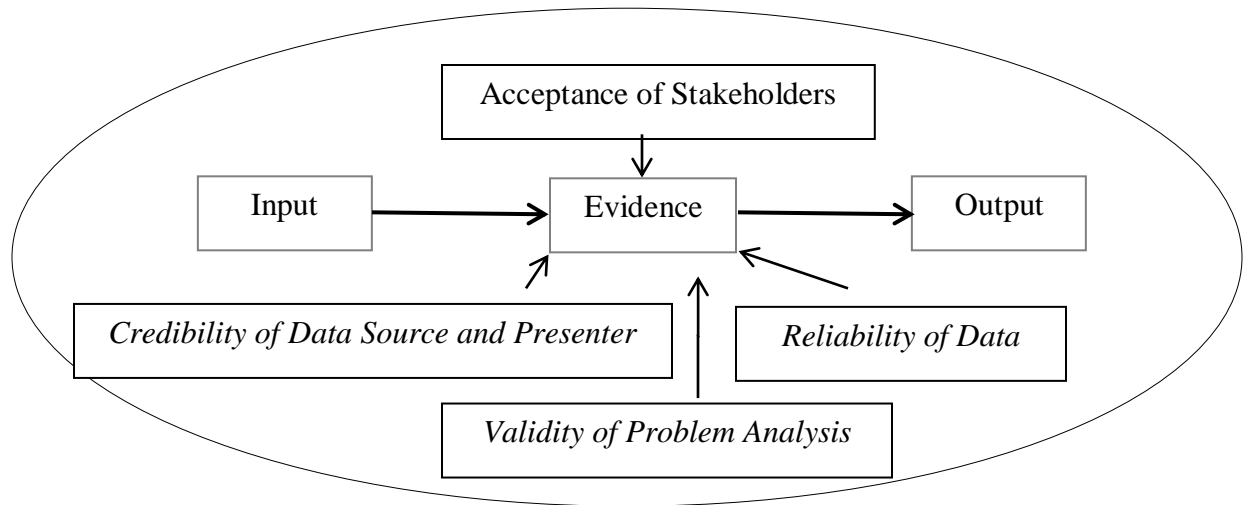 Acceptance of Stakeholders
Input
Evidence
Output
Credibility of Data Source and Presenter
Reliability of Data
Validity of Problem Analysis